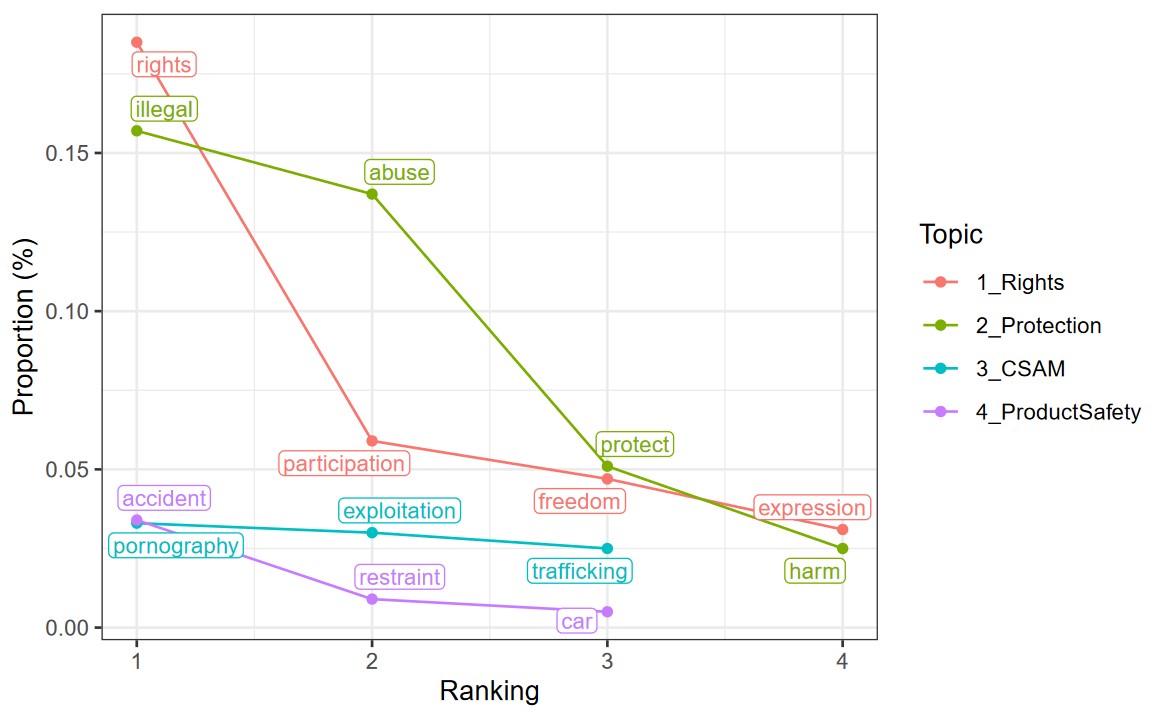 rights
illegal
0.15
abuse
Topic
0.10
1_Rights
2_Protection
3_CSAM
4_ProductSafety
Proportion (%)
protect
participation
0.05
freedom
accident
exploitation
expression
pornography
trafficking
harm
restraint
car
0.00
1 2 3 4
Ranking